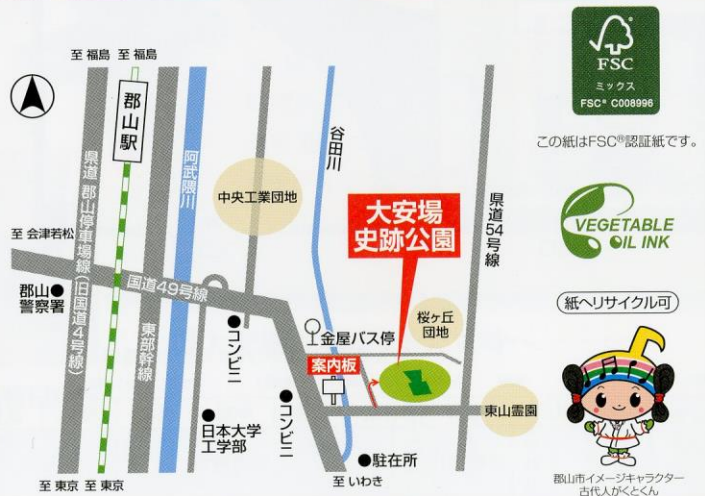 至 福島
至 福島
郡山駅
県道 郡山停車場線(旧国道4号線)
阿武隈川
中央工業団地
谷田川
大安場
史跡公園
県道54号線
至 会津若松
国道49号線
郡山
警察署
東部幹線
コンビニ
金屋バス停
桜ヶ丘
団地
案内板
コンビニ
日本大学
工学部
東山霊園
駐在所
至 東京
至 東京
至 いわき
FSC
ミックス
FSC® C008996
この紙はFSC®認証紙です。
VEGETABLE
OIL INK
紙へリサイクル可
郡山市イメージキャラクター
古代人がくとくん